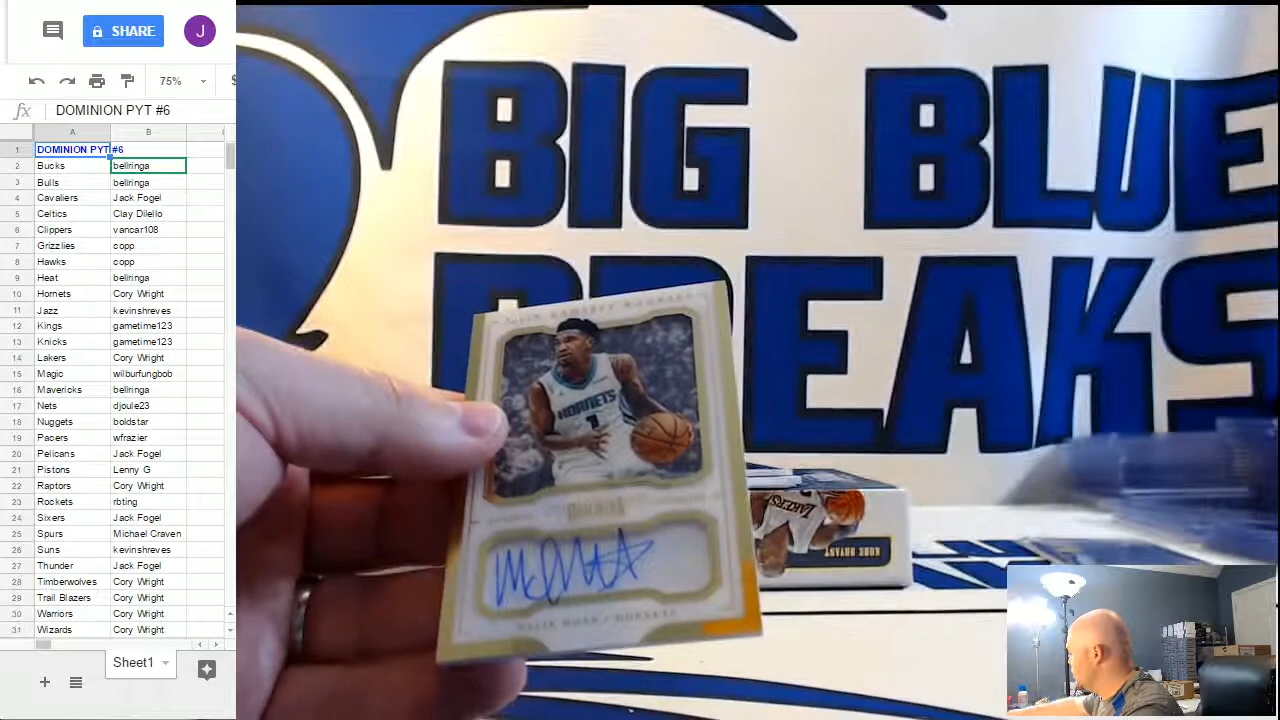 SHARE
J
75%
$
fx
DOMINION PYT #6
A
B
1 DOMINION PYT #6
2 Bucks bellringa
3 Bulls bellringa
4 Cavaliers Jack Fogel
5 Celtics Clay Dilello
6 Clippers vancar108
7 Grizzlies copp
8 Hawks copp
9 Heat bellringa
10 Hornets Cory Wright
11 Jazz kevinshreves
12 Kings gametime123
13 Knicks gametime123
14 Lakers Cory Wright
15 Magic wilburfungbob
16 Mavericks bellringa
17 Nets djoule23
18 Nuggets boldstar
19 Pacers wfrazier
20 Pelicans Jack Fogel
21 Pistons Lenny G
22 Raptors Cory Wright
23 Rockets rbting
24 Sixers Jack Fogel
25 Spurs Michael Craven
26 Suns kevinshreves
27 Thunder Jack Fogel
28 Timberwolves Cory Wright
29 Trail Blazers Cory Wright
30 Warriors Cory Wright
31 Wizards Cory Wright
Sheet1
BIG BLUE
BREAKS
HORNETS
1
DOMINION
MALIK MONK / HORNETS
LAKERS
KOBE BRYANT